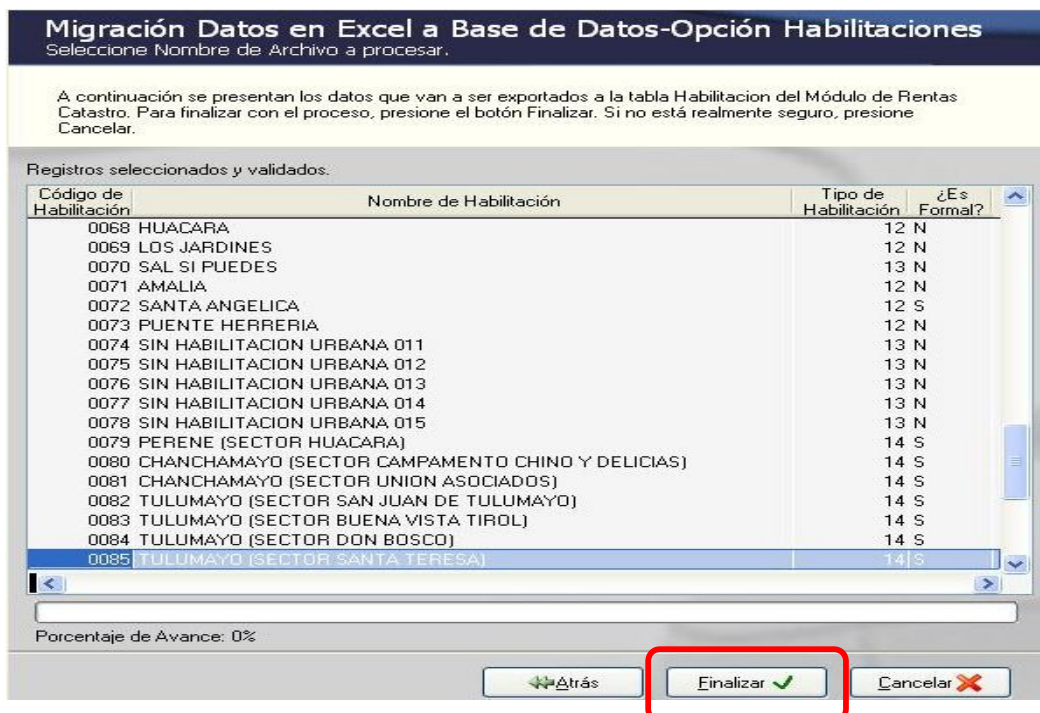 Migración Datos en Excel a Base de Datos-Opción Habilitaciones
Seleccione Nombre de Archivo a procesar.
A continuación se presentan los datos que van a ser exportados a la tabla Habilitacion del Módulo de Rentas
Catastro. Para finalizar con el proceso, presione el botón Finalizar. Si no está realmente seguro, presione
Cancelar.
Registros seleccionados y validados.
Código de Habilitación Nombre de Habilitación Tipo de Habilitación ¿Es Formal?
0068 HUACARA 12 N
0069 LOS JARDINES 12 N
0070 SAL SI PUEDES 13 N
0071 AMALIA 12 N
0072 SANTA ANGELICA 12 S
0073 PUENTE HERRERIA 12 N
0074 SIN HABILITACION URBANA 011 13 N
0075 SIN HABILITACION URBANA 012 13 N
0076 SIN HABILITACION URBANA 013 13 N
0077 SIN HABILITACION URBANA 014 13 N
0078 SIN HABILITACION URBANA 015 13 N
0079 PERENE (SECTOR HUACARA) 14 S
0080 CHANCHAMAYO (SECTOR CAMPAMENTO CHINO Y DELICIAS) 14 S
0081 CHANCHAMAYO (SECTOR UNION ASOCIADOS) 14 S
0082 TULUMAYO (SECTOR SAN JUAN DE TULUMAYO) 14 S
0083 TULUMAYO (SECTOR BUENA VISTA TIROL) 14 S
0084 TULUMAYO (SECTOR DON BOSCO) 14 S
0085 TULUMAYO (SECTOR SANTA TERESA) 14 S
Porcentaje de Avance: 0%
Atrás Finalizar Cancelar